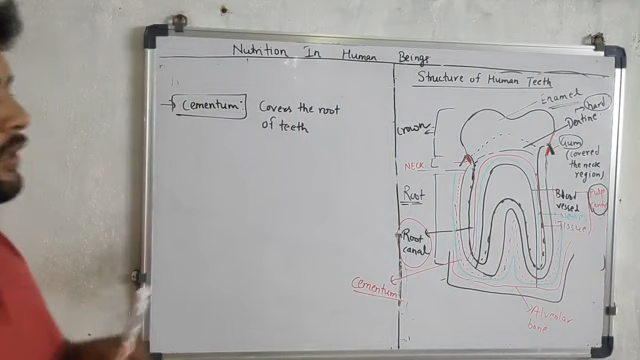 Nutrition In Human Beings
→ Cementum Covers the root
of teeth
Structure of Human Teeth
Enamel
hard
Dentine
Crown
Gum
(covered
the neck
region)
NECK
Root
Blood
vessel
Tissue
Root
canal
Cementum
Alveolar
bone